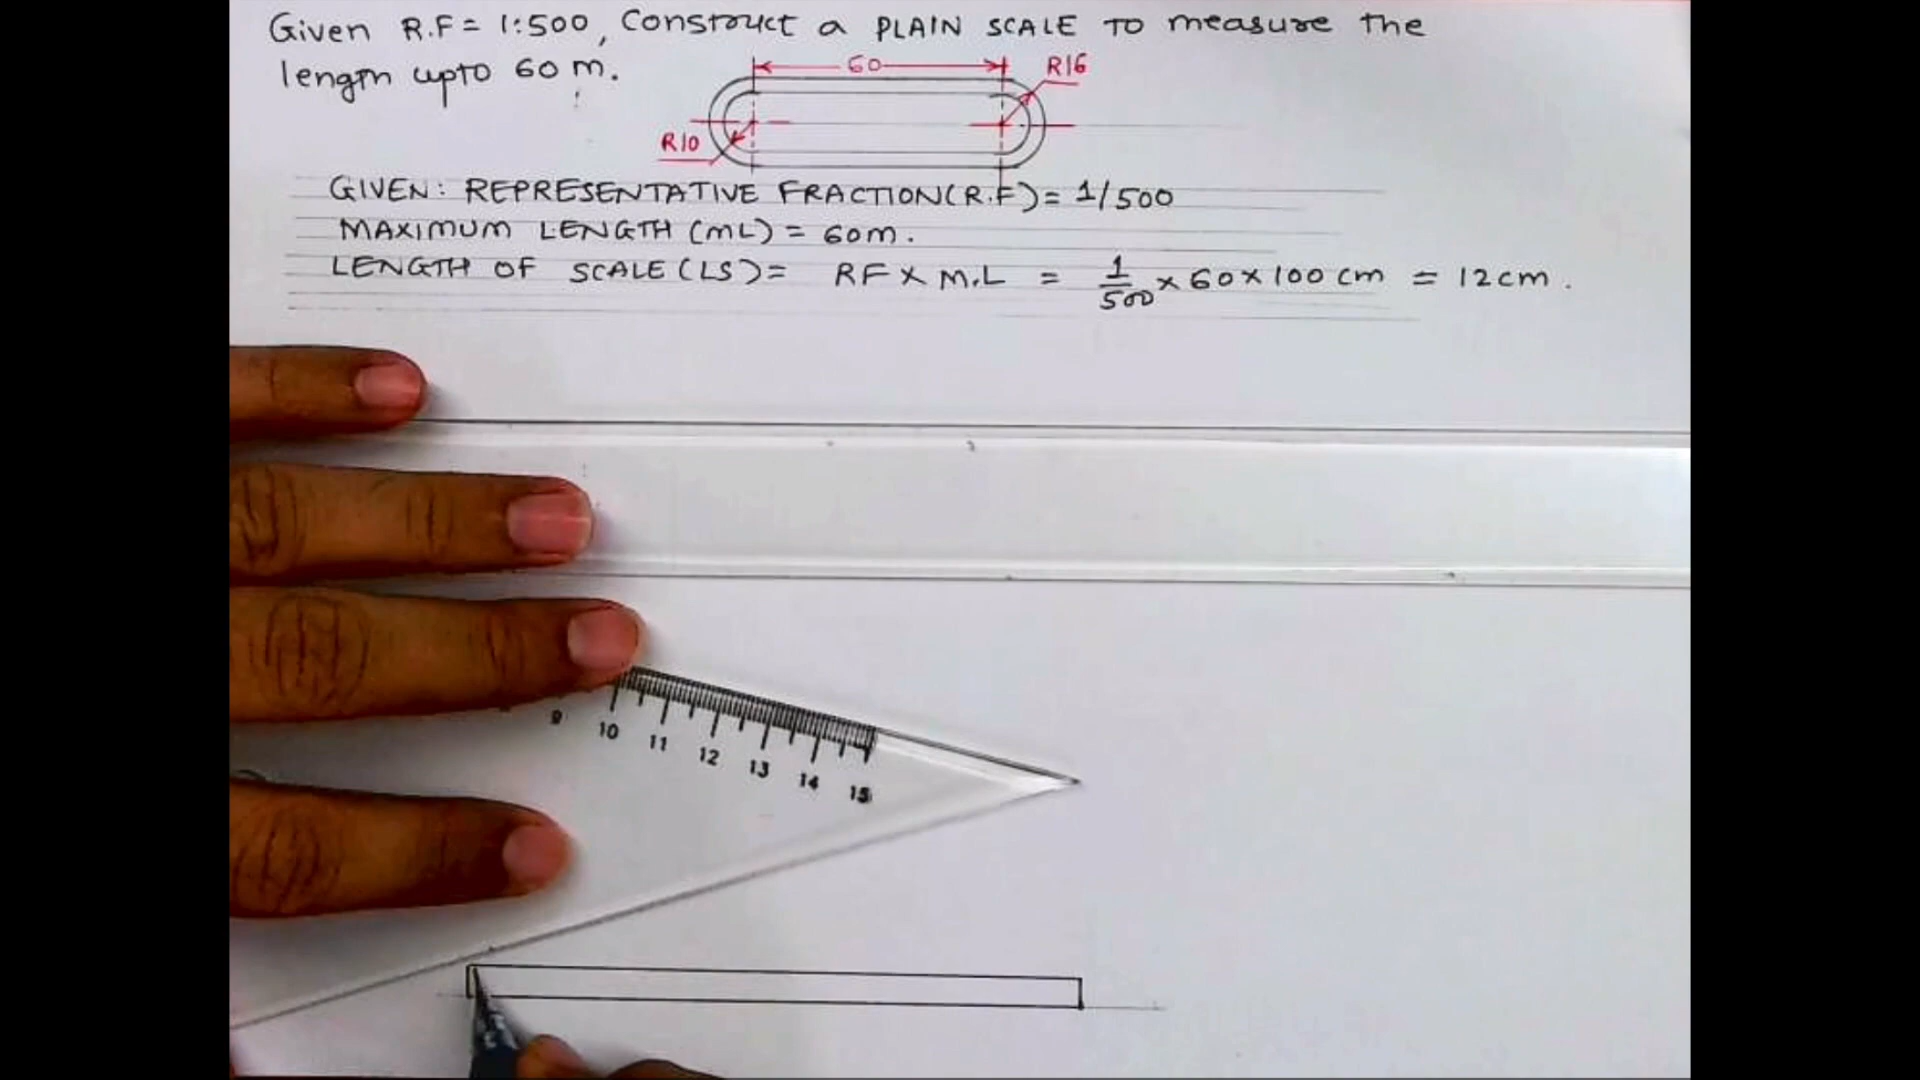 Given R.F = 1:500, Construct a PLAIN SCALE TO measure the
length upto 60 m.
60
R16
R10
GIVEN: REPRESENTATIVE FRACTION(R.F) = 1/500
MAXIMUM LENGTH (ML) = 60m.
LENGTH OF SCALE(LS) = RF X M.L = 1/500 x 60 x 100 cm = 12cm.
9 10 11 12 13 14 15